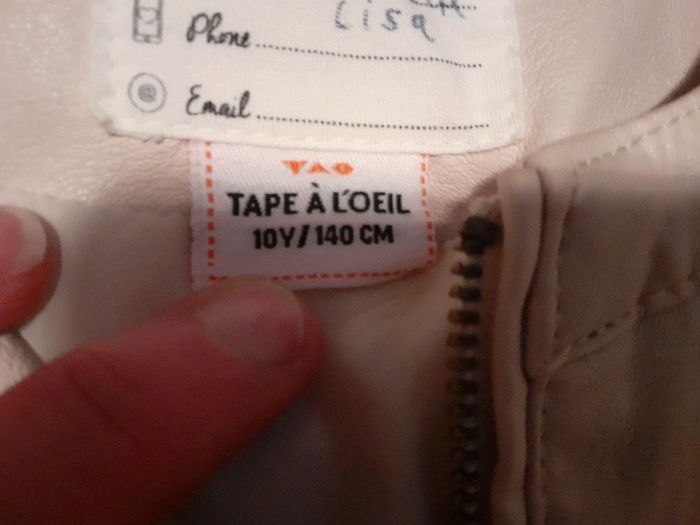 Phone
Lisa
Email
TAO
TAPE À L'OEIL
10Y/140 CM